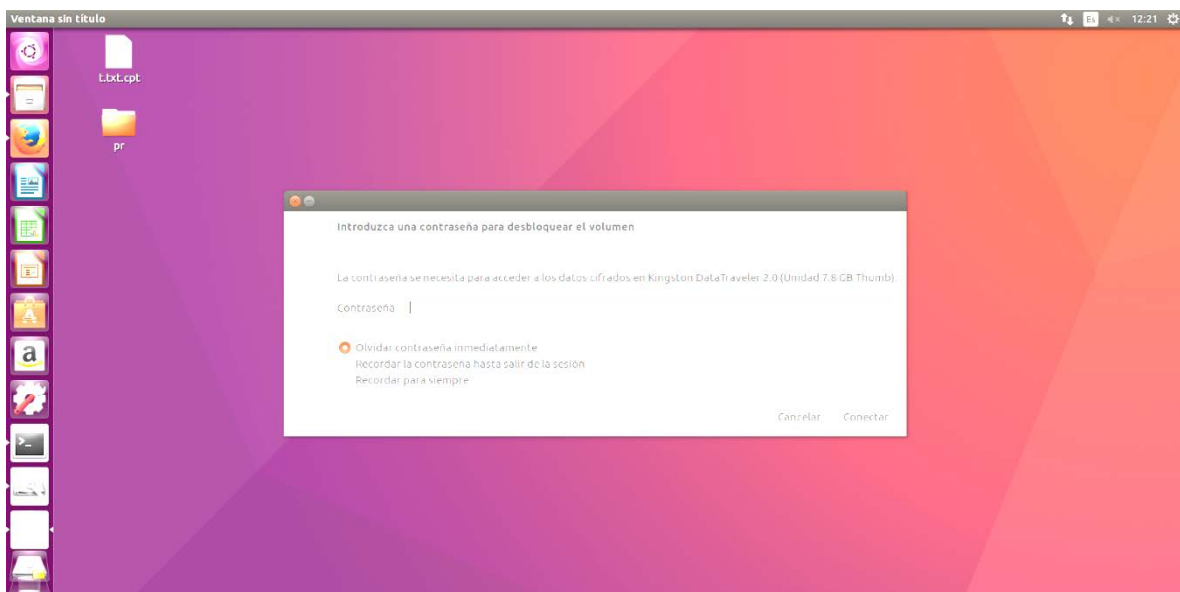 Ventana sin título
Es
12:21
t.txt.cpt
pr
Introduzca una contraseña para desbloquear el volumen
La contraseña se necesita para acceder a los datos cifrados en Kingston DataTraveler 2.0 (Unidad 7.8 GB Thumb).
Contraseña
Olvidar contraseña inmediatamente
Recordar la contraseña hasta salir de la sesión
Recordar para siempre
Cancelar Conectar